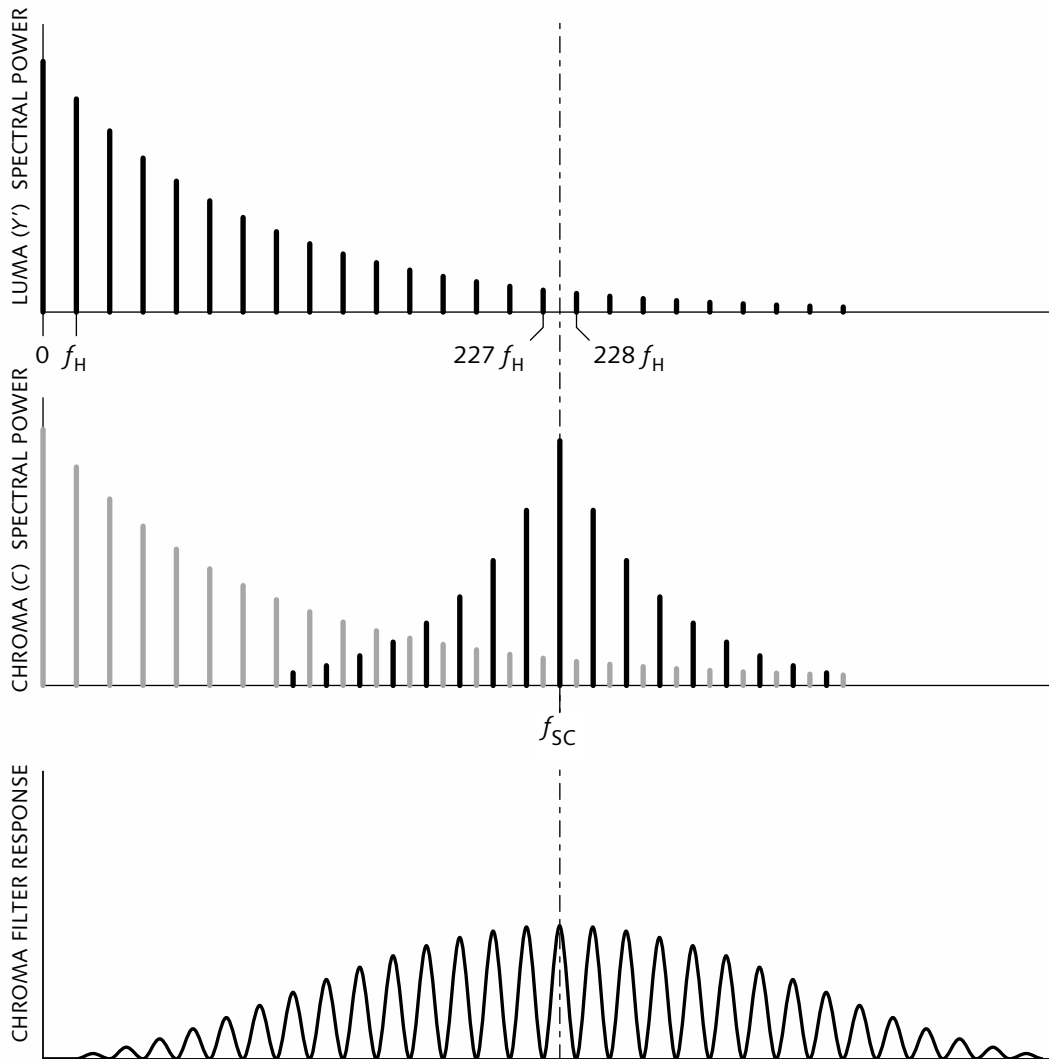 LUMA (Y’) SPECTRAL POWER
0 fH
227 fH
228 fH
CHROMA (C) SPECTRAL POWER
fSC
CHROMA FILTER RESPONSE